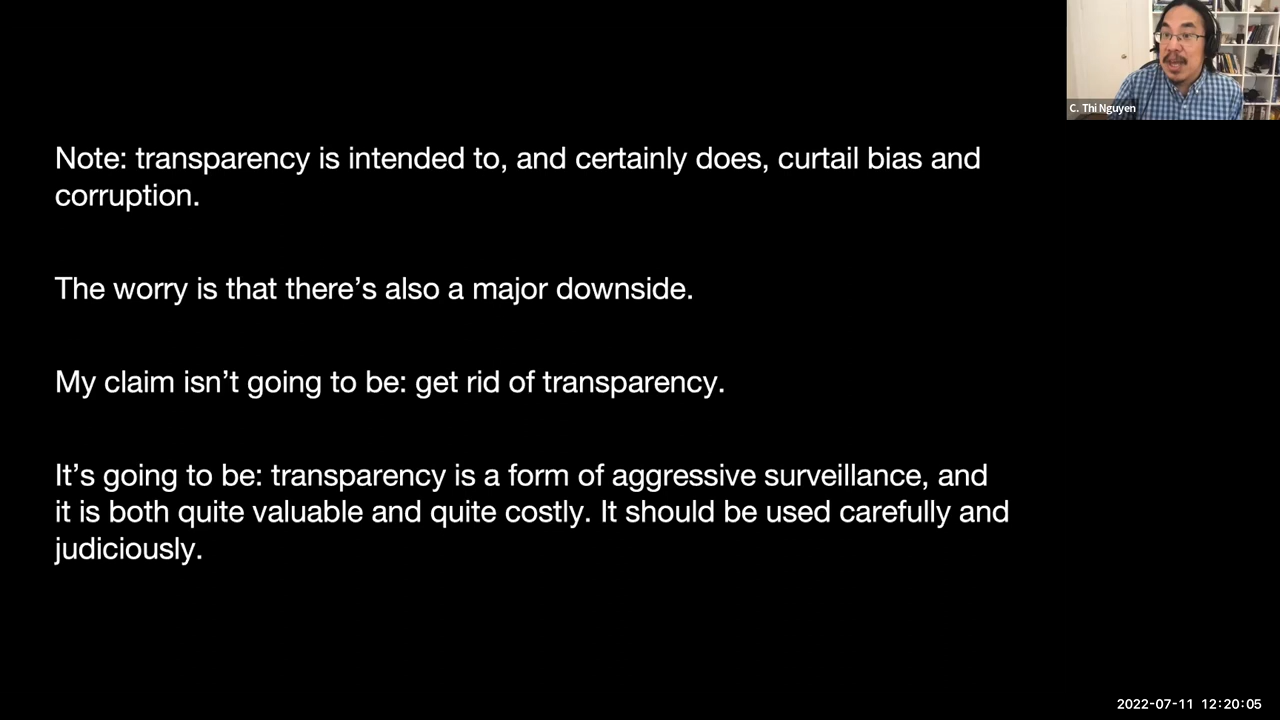 C. Thi Nguyen
Note: transparency is intended to, and certainly does, curtail bias and
corruption.
The worry is that there’s also a major downside.
My claim isn’t going to be: get rid of transparency.
It’s going to be: transparency is a form of aggressive surveillance, and
it is both quite valuable and quite costly. It should be used carefully and
judiciously.
2022-07-11 12:20:05